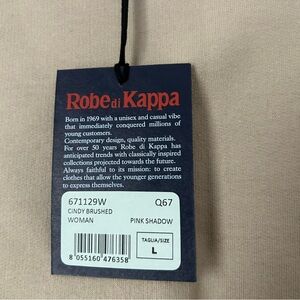 Robe di Kappa
Born in 1969 with a unisex and casual vibe
that immediately conquered millions of
young customers.
Contemporary design, quality materials.
For over 50 years Robe di Kappa has
anticipated trends with classically inspired
collections projected towards the future.
Always faithful to its mission: to create
clothes that allow the younger generations
to express themselves.
671129W Q67
CINDY BRUSHED
WOMAN PINK SHADOW
TAGLIA/SIZE
L
8 055160 476358